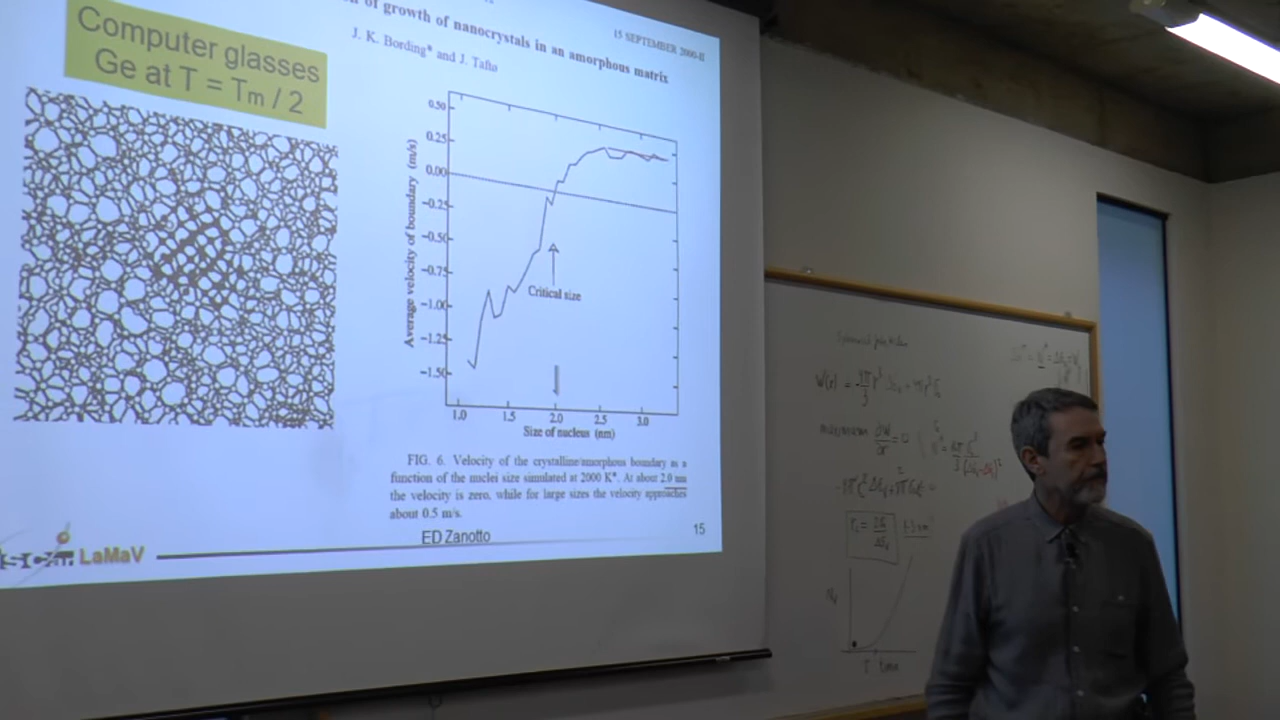 Computer glasses
Ge at T = Tm / 2
of growth of nanocrystals in an amorphous matrix
15 SEPTEMBER 2000-II
J. K. Bording* and J. Tafto
Average velocity of boundary (m/s)
0.50
0.25
0.00
-0.25
-0.50
-0.75
-1.00
-1.25
-1.50
Critical size
1.0 1.5 2.0 2.5 3.0
Size of nucleus (nm)
FIG. 6. Velocity of the crystalline/amorphous boundary as a
function of the nuclei size simulated at 2000 K*. At about 2.0 nm
the velocity is zero, while for large sizes the velocity approaches
about 0.5 m/s.
ED Zanotto
15
LaMaV
W(r) =
maximum dW/dr = 0